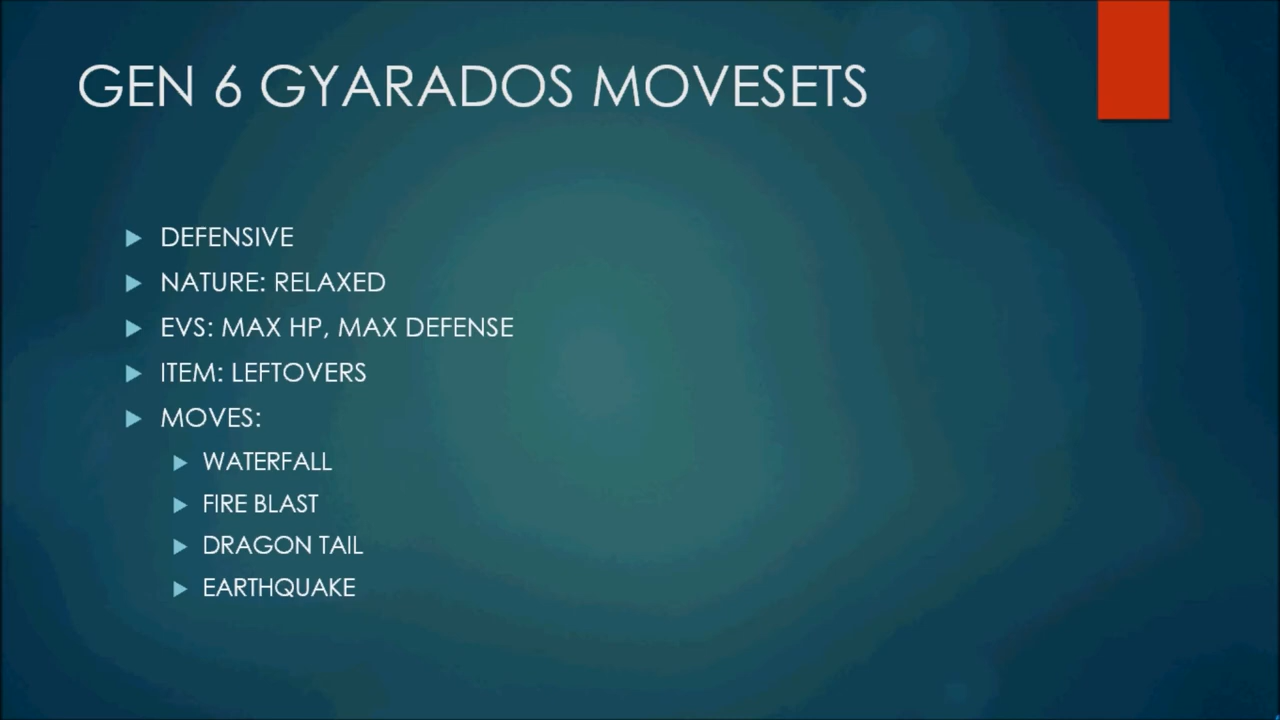 GEN 6 GYARADOS MOVESETS
DEFENSIVE
NATURE: RELAXED
EVS: MAX HP, MAX DEFENSE
ITEM: LEFTOVERS
MOVES:
WATERFALL
FIRE BLAST
DRAGON TAIL
EARTHQUAKE